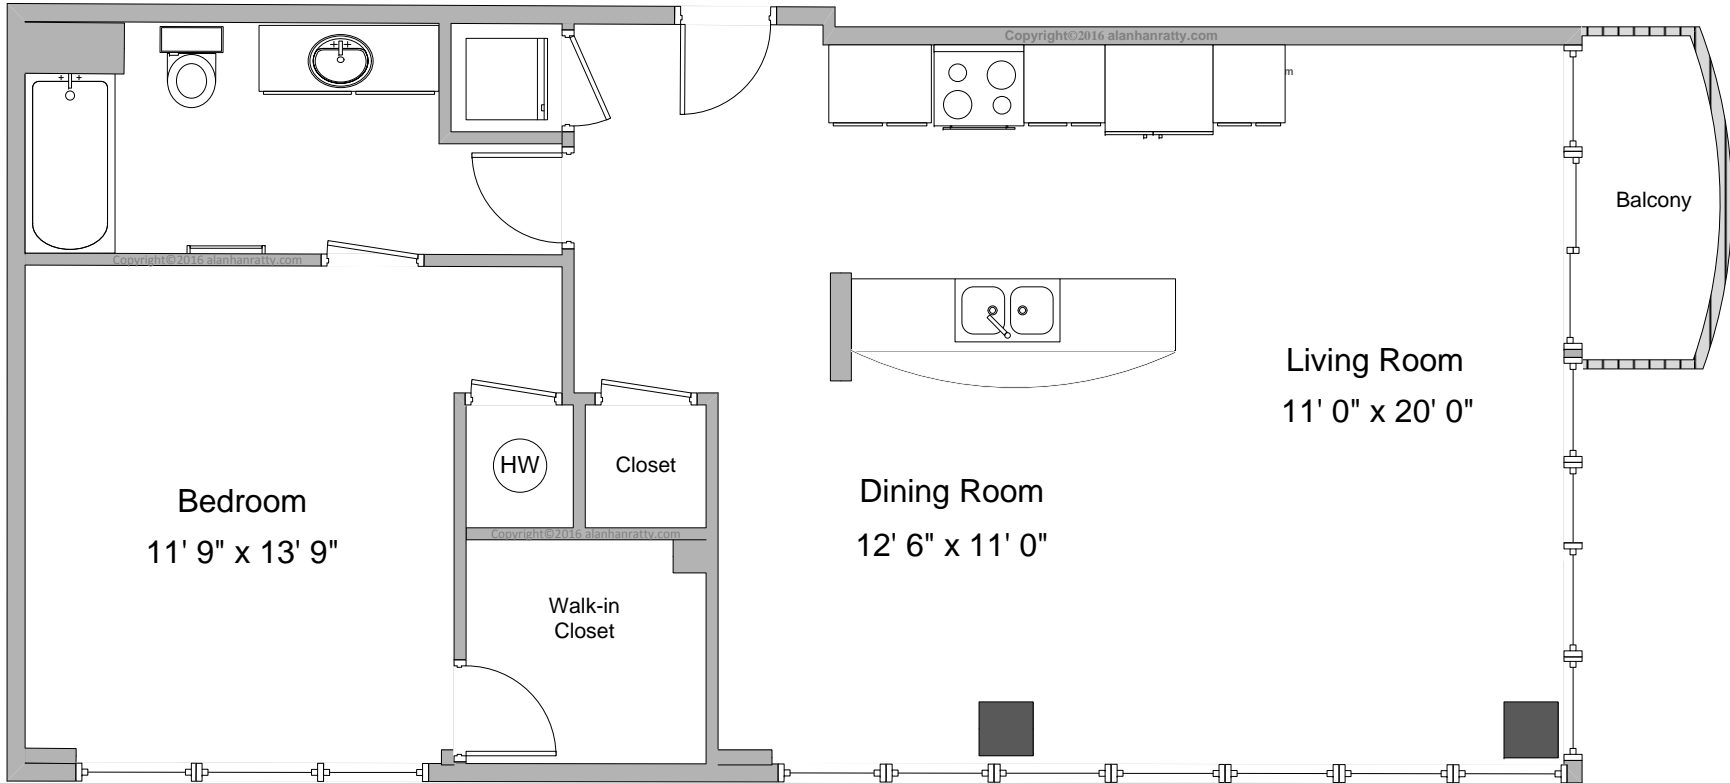 Copyright©2016 alanhanratty.com
m
Balcony
Copyright©2016 alanhanratty.com
Living Room
11' 0" x 20' 0"
HW
Closet
Bedroom
11' 9" x 13' 9"
Dining Room
12' 6" x 11' 0"
Copyright©2016 alanhanratty.com
Walk-in
Closet